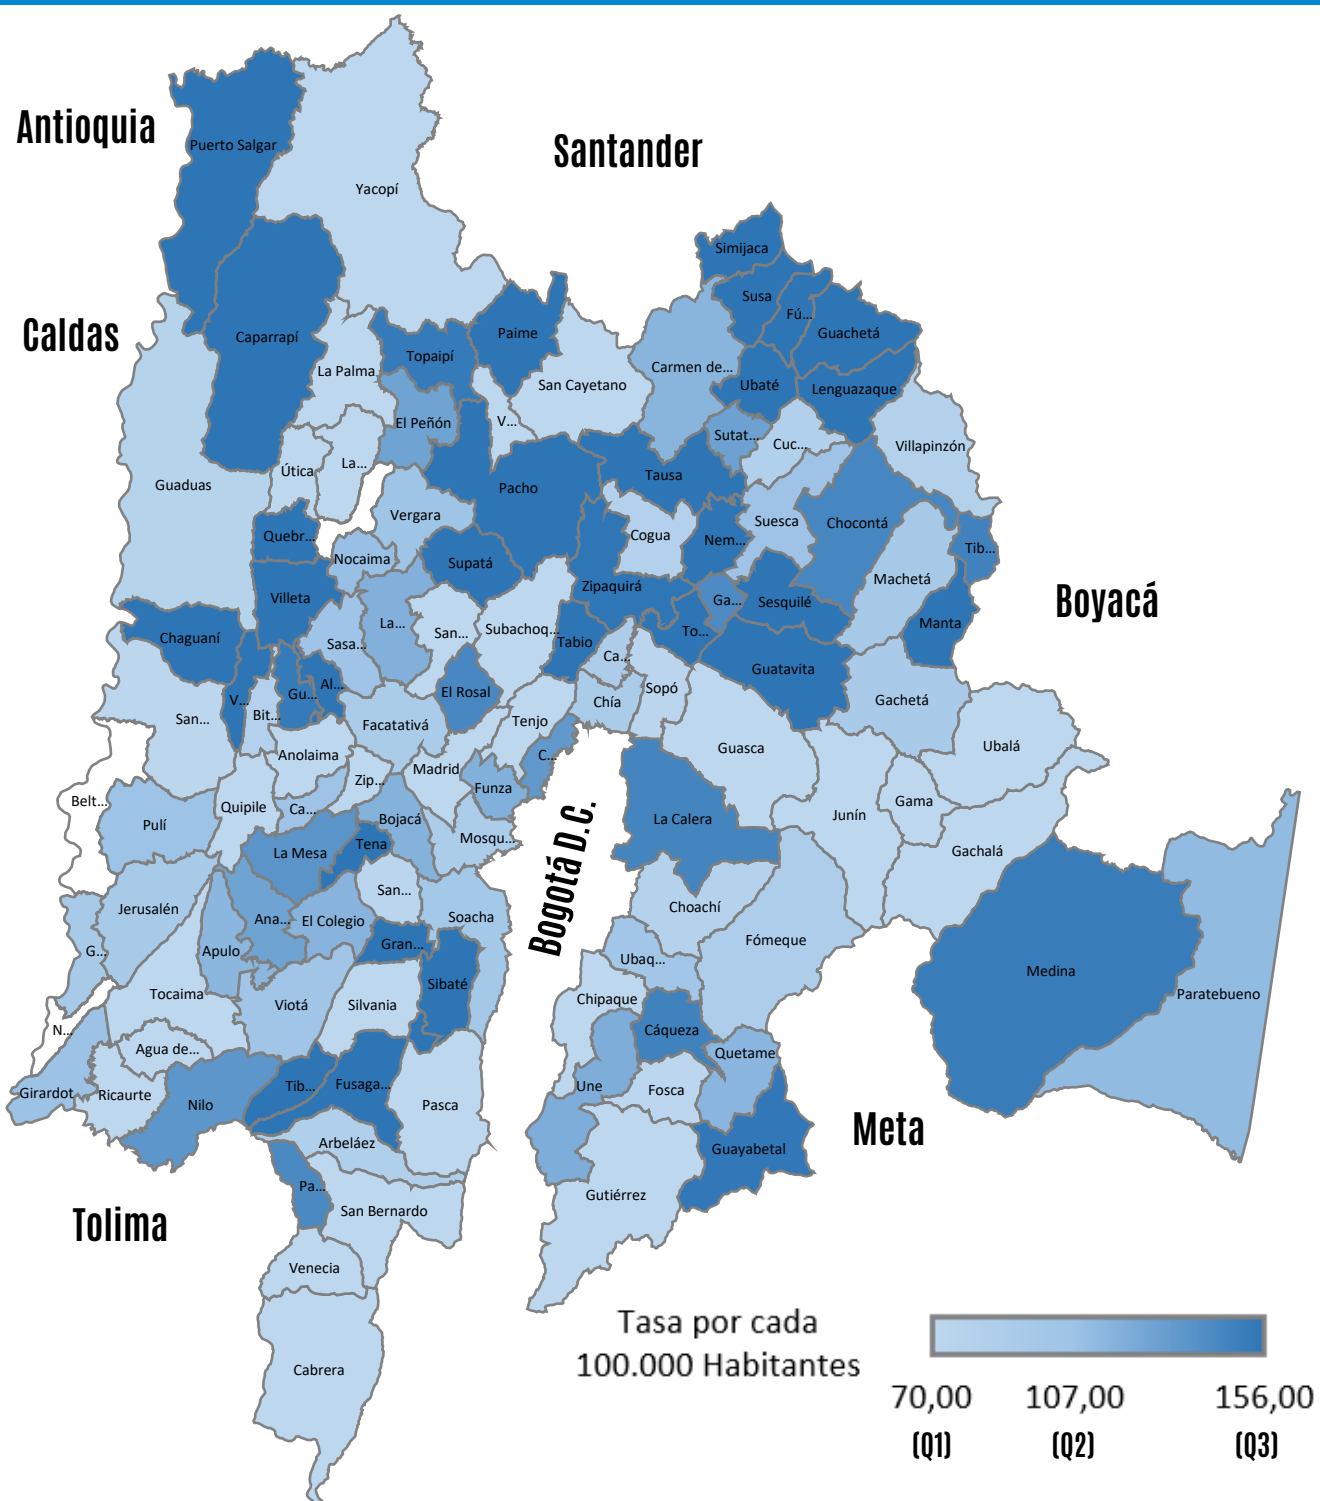 Antioquia
Santander
Caldas
Boyacá
Bogotá D.C.
Meta
Tolima
Puerto Salgar
Yacopí
Simijaca
Susa
Fú...
Guachetá
Caparrapí
Paime
Topaipí
La Palma
San Cayetano
Carmen de...
Ubaté
Lenguazaque
El Peñón
V...
Sutat...
Cuc...
Villapinzón
Útica
La...
Guaduas
Pacho
Tausa
Vergara
Suesca
Chocontá
Quebr...
Cogua
Nem...
Tib...
Nocaima
Supatá
Machetá
Villeta
Zipaquirá
Ga...
Sesquilé
Chaguaní
La...
San...
Subachoq...
Tabio
To...
Manta
Sasa...
Ca...
Guatavita
Al...
Gu...
V...
El Rosal
Sopó
San...
Bit...
Facatativá
Tenjo
Chía
Gachetá
Anolaima
C...
Guasca
Ubalá
Madrid
Zip...
Funza
Belt...
Quipile
Ca...
Gama
Pulí
Bojacá
La Calera
Junín
Mosqu...
La Mesa
Tena
Gachalá
San...
Jerusalén
Choachí
Soacha
Ana...
El Colegio
Fómeque
G...
Apulo
Gran...
Ubaq...
Medina
Sibaté
Tocaima
Viotá
Silvania
Chipaque
Paratebueno
N...
Cáqueza
Agua de...
Quetame
Girardot
Ricaurte
Nilo
Tib...
Fusaga...
Pasca
Une
Fosca
Arbeláez
Guayabetal
Pa...
San Bernardo
Gutiérrez
Venecia
Cabrera
Tasa por cada
100.000 Habitantes
70,00 107,00 156,00
(Q1) (Q2) (Q3)